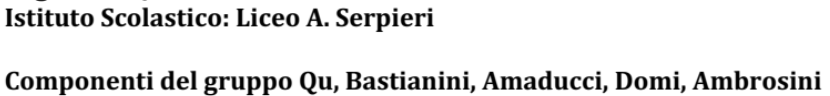 Istituto Scolastico: Liceo A. Serpieri
Componenti del gruppo Qu, Bastianini, Amaducci, Domi, Ambrosini